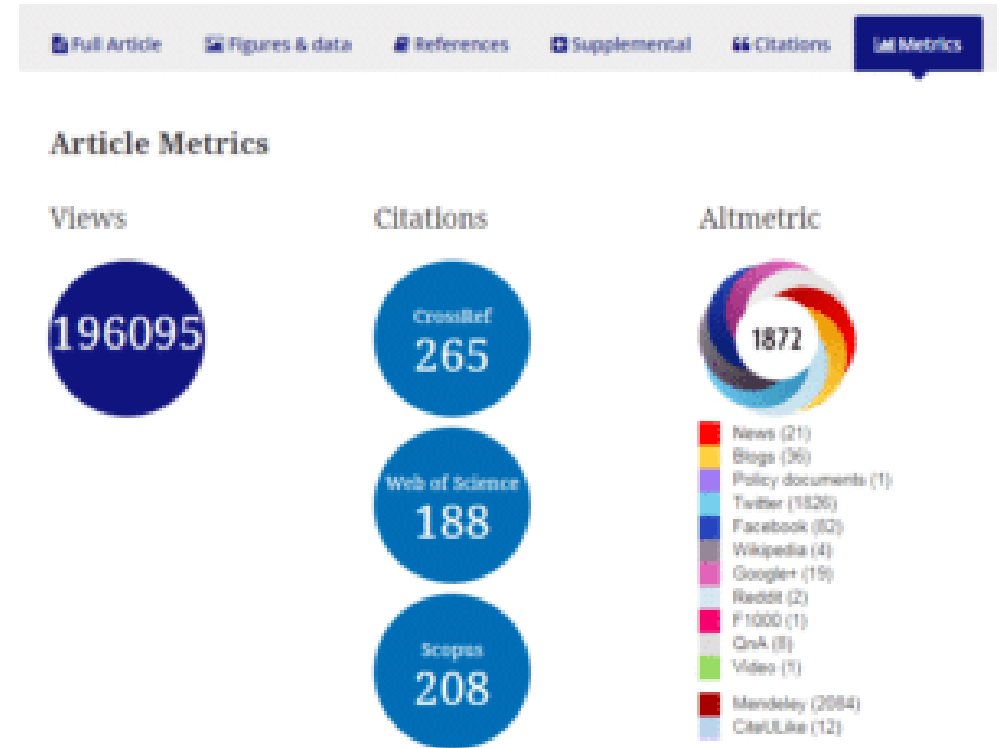 Full Article Figures & data References Supplemental Citations Metrics
Article Metrics
Views
196095
Citations
CrossRef
265
Web of Science
188
Scopus
208
Altmetric
1872
News (21)
Blogs (36)
Policy documents (1)
Twitter (1826)
Facebook (82)
Wikipedia (4)
Google+ (19)
Reddit (2)
F1000 (1)
QnA
Video (1)
Mendeley (2084)
CiteULike (12)